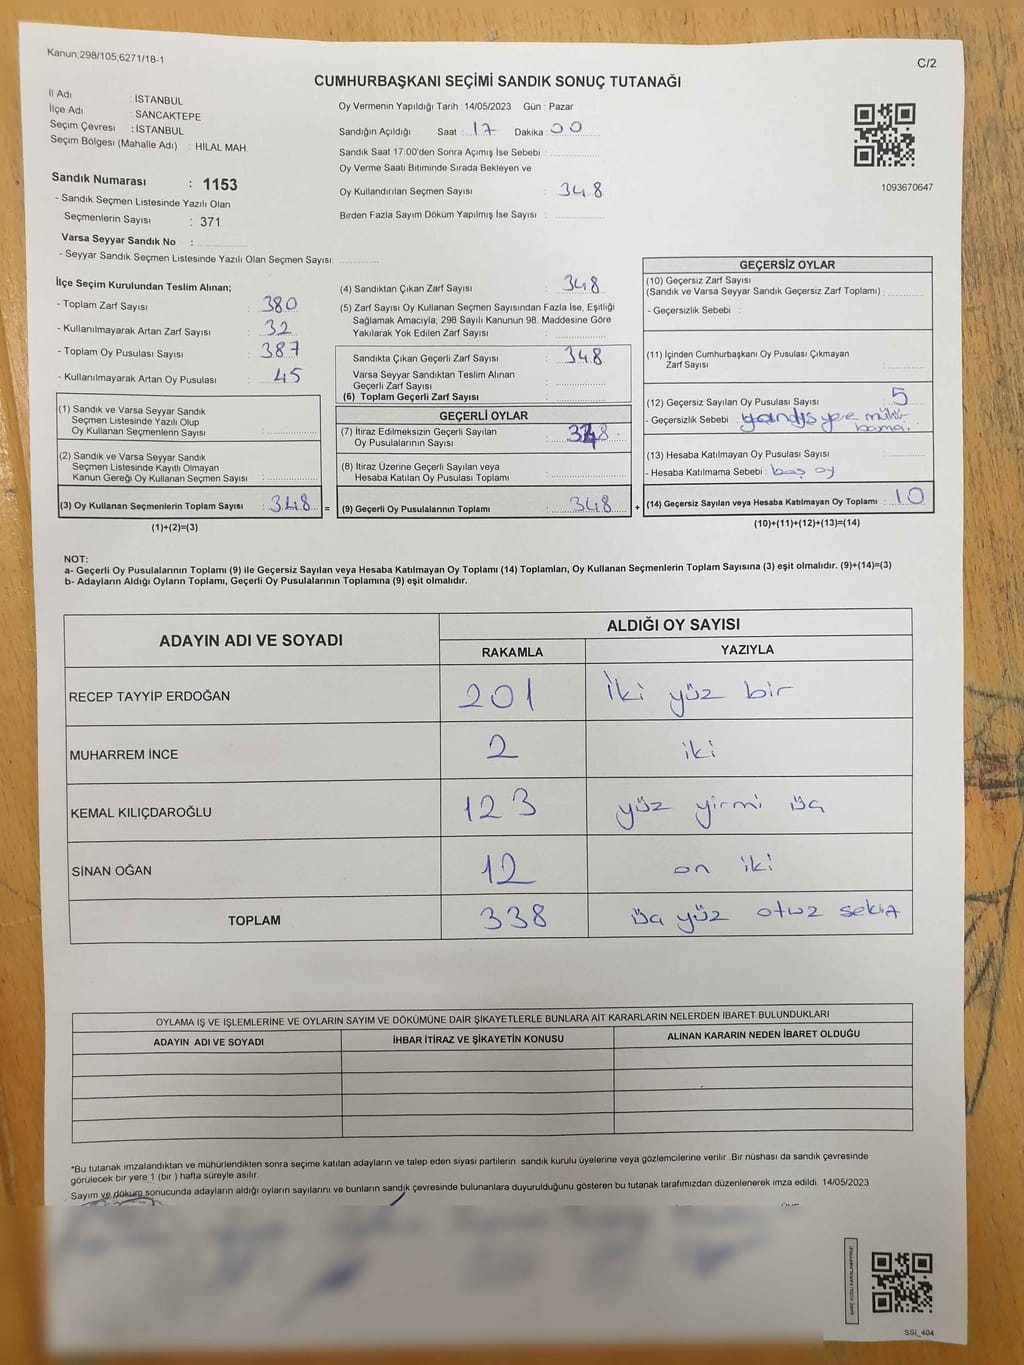 Kanun;298/105,6271/18-1
C/2
CUMHURBAŞKANI SEÇİMİ SANDIK SONUÇ TUTANAĞI
İl Adı : İSTANBUL
İlçe Adı : SANCAKTEPE
Seçim Çevresi : İSTANBUL
Seçim Bölgesi (Mahalle Adı) : HİLAL MAH.
Sandık Numarası : 1153
- Sandık Seçmen Listesinde Yazılı Olan
Seçmenlerin Sayısı : 371
Varsa Seyyar Sandık No :
- Seyyar Sandık Seçmen Listesinde Yazılı Olan Seçmen Sayısı:
Oy Vermenin Yapıldığı Tarih :14/05/2023 Gün : Pazar
Sandığın Açıldığı Saat : 17 Dakika : 00
Sandık Saat 17:00'den Sonra Açımış İse Sebebi :
Oy Verme Saati Bitiminde Sırada Bekleyen ve
Oy Kullandırılan Seçmen Sayısı : 348
Birden Fazla Sayım Döküm Yapılmış İse Sayısı :
1093670647
İlçe Seçim Kurulundan Teslim Alınan;
- Toplam Zarf Sayısı : 380
- Kullanılmayarak Artan Zarf Sayısı : 32
- Toplam Oy Pusulası Sayısı : 387
- Kullanılmayarak Artan Oy Pusulası : 45
(1) Sandık ve Varsa Seyyar Sandık
Seçmen Listesinde Yazılı Olup
Oy Kullanan Seçmenlerin Sayısı :
(2) Sandık ve Varsa Seyyar Sandık
Seçmen Listesinde Kayıtlı Olmayan
Kanun Gereği Oy Kullanan Seçmen Sayısı :
(3) Oy Kullanan Seçmenlerin Toplam Sayısı : 348 =
(1)+(2)=(3)
(4) Sandıktan Çıkan Zarf Sayısı : 348
(5) Zarf Sayısı Oy Kullanan Seçmen Sayısından Fazla İse, Eşitliği
Sağlamak Amacıyla; 298 Sayılı Kanunun 98. Maddesine Göre
Yakılarak Yok Edilen Zarf Sayısı :
Sandıkta Çıkan Geçerli Zarf Sayısı : 348
Varsa Seyyar Sandıktan Teslim Alınan
Geçerli Zarf Sayısı :
(6) Toplam Geçerli Zarf Sayısı :
GEÇERLİ OYLAR
(7) İtiraz Edilmeksizin Geçerli Sayılan
Oy Pusulalarının Sayısı :
(8) İtiraz Üzerine Geçerli Sayılan veya
Hesaba Katılan Oy Pusulası Toplamı :
(9) Geçerli Oy Pusulalarının Toplamı : 348 +
GEÇERSİZ OYLAR
(10) Geçersiz Zarf Sayısı
(Sandık ve Varsa Seyyar Sandık Geçersiz Zarf Toplamı) :
- Geçersizlik Sebebi :
(11) İçinden Cumhurbaşkanı Oy Pusulası Çıkmayan
Zarf Sayısı :
(12) Geçersiz Sayılan Oy Pusulası Sayısı : 5
- Geçersizlik Sebebi : yere mühür
basma.
(13) Hesaba Katılmayan Oy Pusulası Sayısı :
- Hesaba Katılmama Sebebi : boş oy
(14) Geçersiz Sayılan veya Hesaba Katılmayan Oy Toplamı : 10
(10)+(11)+(12)+(13)=(14)
NOT:
a- Geçerli Oy Pusulalarının Toplamı (9) ile Geçersiz Sayılan veya Hesaba Katılmayan Oy Toplamı (14) Toplamları, Oy Kullanan Seçmenlerin Toplam Sayısına (3) eşit olmalıdır. (9)+(14)=(3)
b- Adayların Aldığı Oyların Toplamı, Geçerli Oy Pusulalarının Toplamına (9) eşit olmalıdır.
ADAYIN ADI VE SOYADI
ALDIĞI OY SAYISI
RAKAMLA YAZIYLA
RECEP TAYYİP ERDOĞAN 201 İki yüz bir
MUHARREM İNCE 2 iki
KEMAL KILIÇDAROĞLU 123 yüz yirmi üç
SİNAN OĞAN 12 on iki
TOPLAM 338 üç yüz otuz sekiz
OYLAMA İŞ VE İŞLEMLERİNE VE OYLARIN SAYIM VE DÖKÜMÜNE DAİR ŞİKAYETLERLE BUNLARA AİT KARARLARIN NELERDEN İBARET BULUNDUKLARI
ADAYIN ADI VE SOYADI İHBAR İTİRAZ VE ŞİKAYETİN KONUSU ALINAN KARARIN NEDEN İBARET OLDUĞU
*Bu tutanak imzalandıktan ve mühürlendikten sonra seçime katılan adayların ve talep eden siyasi partilerin sandık kurulu üyelerine veya gözlemcilerine verilir .Bir nüshası da sandık çevresinde
görülecek bir yere 1 (bir ) hafta süreyle asılır.
Sayım ve döküm sonucunda adayların aldığı oyların sayılarını ve bunların sandık çevresinde bulunanlara duyurulduğunu gösteren bu tutanak tarafımızdan düzenlenerek imza edildi. 14/05/2023
SSI_404